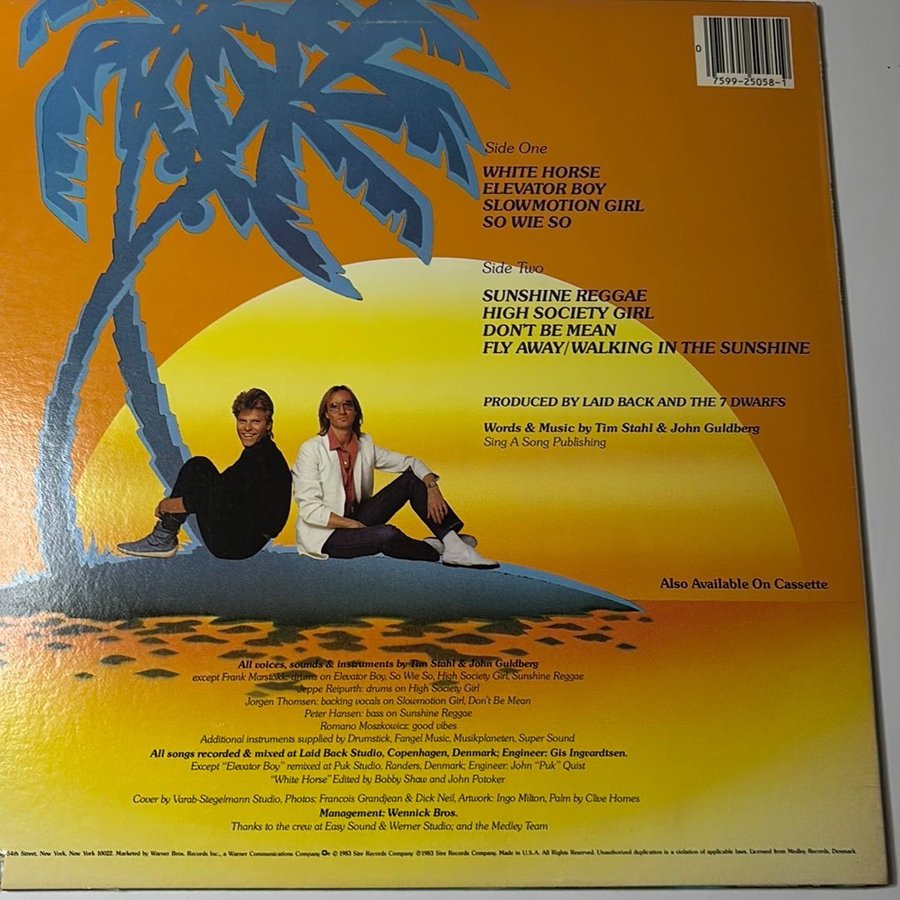 0
7599-25058-1
Side One
WHITE HORSE
ELEVATOR BOY
SLOWMOTION GIRL
SO WIE SO
Side Two
SUNSHINE REGGAE
HIGH SOCIETY GIRL
DON'T BE MEAN
FLY AWAY/WALKING IN THE SUNSHINE
PRODUCED BY LAID BACK AND THE 7 DWARFS
Words & Music by Tim Stahl & John Guldberg
Sing A Song Publishing
Also Available On Cassette
All voices, sounds & instruments by Tim Stahl & John Guldberg
except Frank Marstokk: drums on Elevator Boy, So Wie So, High Society Girl, Sunshine Reggae
Jeppe Reipurth: drums on High Society Girl
Jorgen Thomsen: backing vocals on Slowmotion Girl, Don't Be Mean
Peter Hansen: bass on Sunshine Reggae
Romano Moszkowicz: good vibes
Additional instruments supplied by Drumstick, Fangel Music, Musikplaneten, Super Sound
All songs recorded & mixed at Laid Back Studio, Copenhagen, Denmark; Engineer: Gis Ingvardtsen.
Except "Elevator Boy" remixed at Puk Studio, Randers, Denmark; Engineer: John "Puk" Quist
"White Horse" Edited by Bobby Shaw and John Potoker
Cover by Varab-Stegelmann Studio, Photos: Francois Grandjean & Dick Neil, Artwork: Ingo Milton, Palm by Clive Homes
Management: Wennick Bros.
Thanks to the crew at Easy Sound & Werner Studio; and the Medley Team
54th Street, New York, New York 10022. Marketed by Warner Bros. Records Inc., a Warner Communications Company © 1983 Sire Records Company ℗ 1983 Sire Records Company. Made in U.S.A. All Rights Reserved. Unauthorized duplication is a violation of applicable laws. Licensed from Medley Records, Denmark